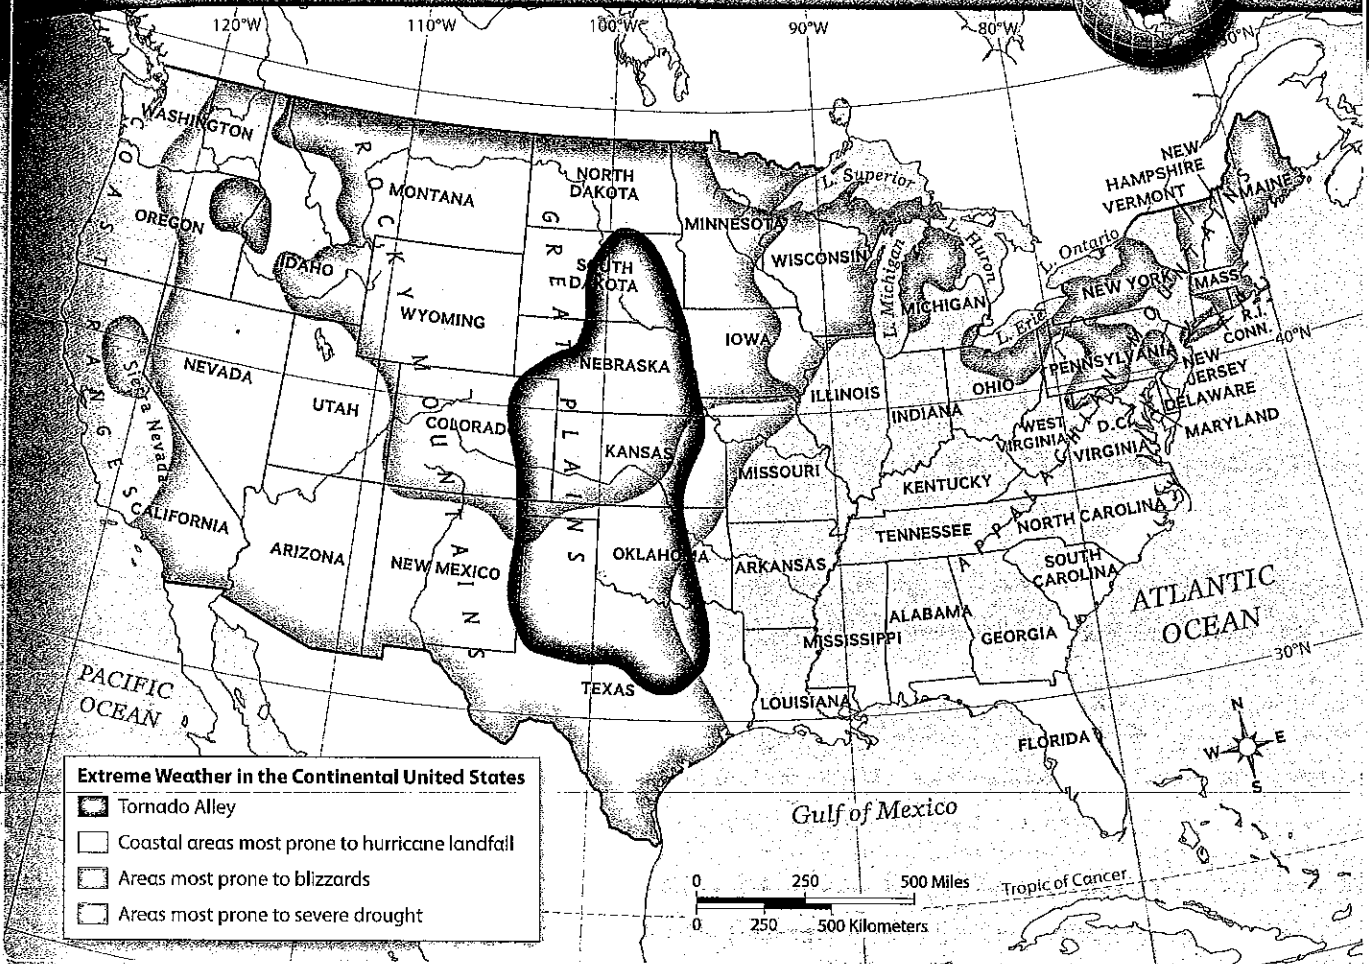 120°W
110°W
100°W
90°W
80°W
50°N
WASHINGTON
OREGON
IDAHO
MONTANA
NORTH
DAKOTA
MINNESOTA
L. Superior
WISCONSIN
L. Michigan
L. Huron
MICHIGAN
L. Ontario
L. Erie
NEW
HAMPSHIRE
VERMONT
MAINE
NEW YORK
MASS.
R.I.
CONN.
40°N
SOUTH
DAKOTA
WYOMING
NEBRASKA
IOWA
ILLINOIS
INDIANA
OHIO
PENNSYLVANIA
NEW
JERSEY
DELAWARE
MARYLAND
D.C.
WEST
VIRGINIA
VIRGINIA
NEVADA
UTAH
COLORADO
KANSAS
MISSOURI
KENTUCKY
CALIFORNIA
ARIZONA
NEW MEXICO
OKLAHOMA
ARKANSAS
TENNESSEE
NORTH CAROLINA
SOUTH
CAROLINA
MISSISSIPPI
ALABAMA
GEORGIA
TEXAS
LOUISIANA
FLORIDA
COAST RANGES
Sierra Nevada
ROCKY MOUNTAINS
GREAT PLAINS
APPALACHIAN MOUNTAINS
PACIFIC
OCEAN
ATLANTIC
OCEAN
30°N
Gulf of Mexico
Tropic of Cancer
N
W
E
S
Extreme Weather in the Continental United States
Tornado Alley
Coastal areas most prone to hurricane landfall
Areas most prone to blizzards
Areas most prone to severe drought
0 250 500 Miles
0 250 500 Kilometers